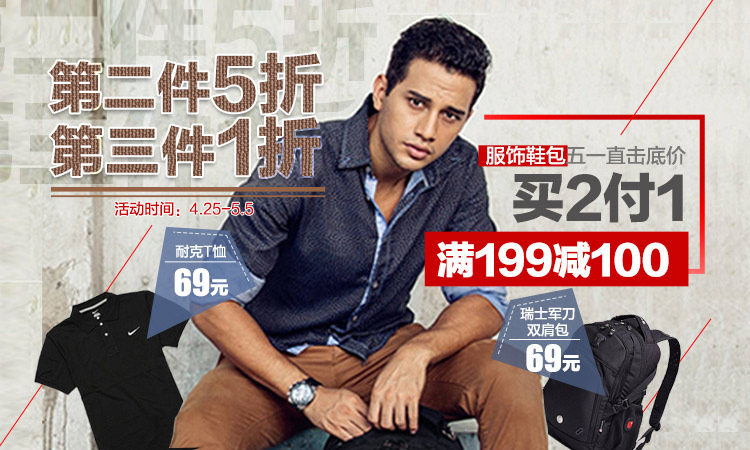 第二件5折
第三件1折
活动时间：4.25-5.5
服饰鞋包五一直击底价
买2付1
满199减100
耐克T恤
69元
瑞士军刀
双肩包
69元